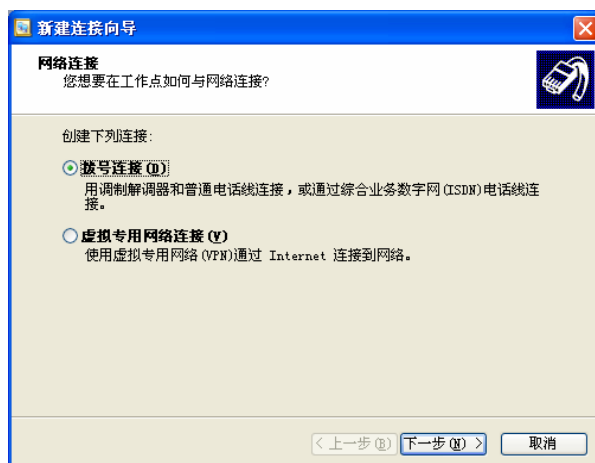 新建连接向导
网络连接
您想要在工作点如何与网络连接?
创建下列连接:
拨号连接(D)
用调制解调器和普通电话线连接，或通过综合业务数字网(ISDN)电话线连
接。
虚拟专用网络连接(V)
使用虚拟专用网络(VPN)通过 Internet 连接到网络。
< 上一步(B) 下一步(N) > 取消